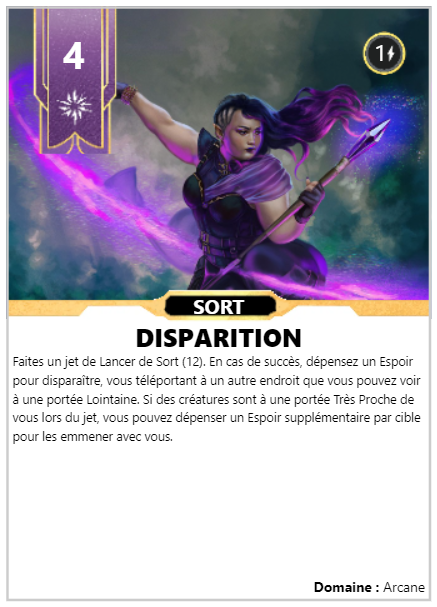 4
1
SORT
DISPARITION
Faites un jet de Lancer de Sort (12). En cas de succès, dépensez un Espoir
pour disparaître, vous téléportant à un autre endroit que vous pouvez voir
à une portée Lointaine. Si des créatures sont à une portée Très Proche de
vous lors du jet, vous pouvez dépenser un Espoir supplémentaire par cible
pour les emmener avec vous.
Domaine : Arcane